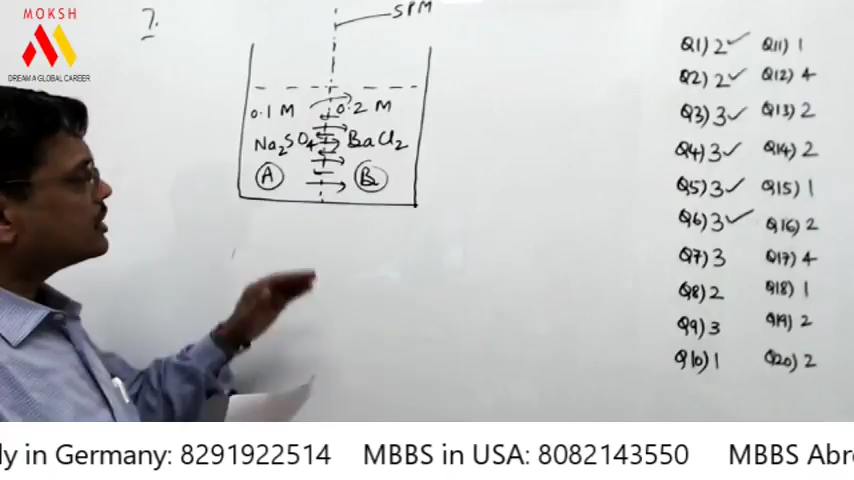 MOKSH
DREAM A GLOBAL CAREER
7.
SPM
0.1 M 0.2 M
Na2SO4 BaCl2
A B
Q1) 2 ✓ Q11) 1
Q2) 2 ✓ Q12) 4
Q3) 3 ✓ Q13) 2
Q4) 3 ✓ Q14) 2
Q5) 3 ✓ Q15) 1
Q6) 3 ✓ Q16) 2
Q7) 3 Q17) 4
Q8) 2 Q18) 1
Q9) 3 Q19) 2
Q10) 1 Q20) 2
y in Germany: 8291922514 MBBS in USA: 8082143550 MBBS Abr